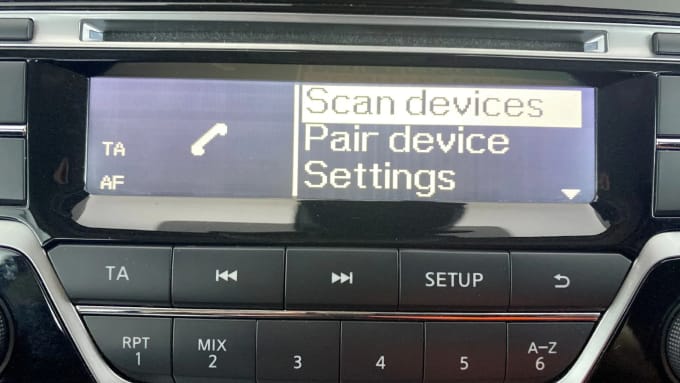 Scan devices
Pair device
TA
Settings
AF
TA
SETUP
RPT
1
MIX
2
3
4
5
A-Z
6